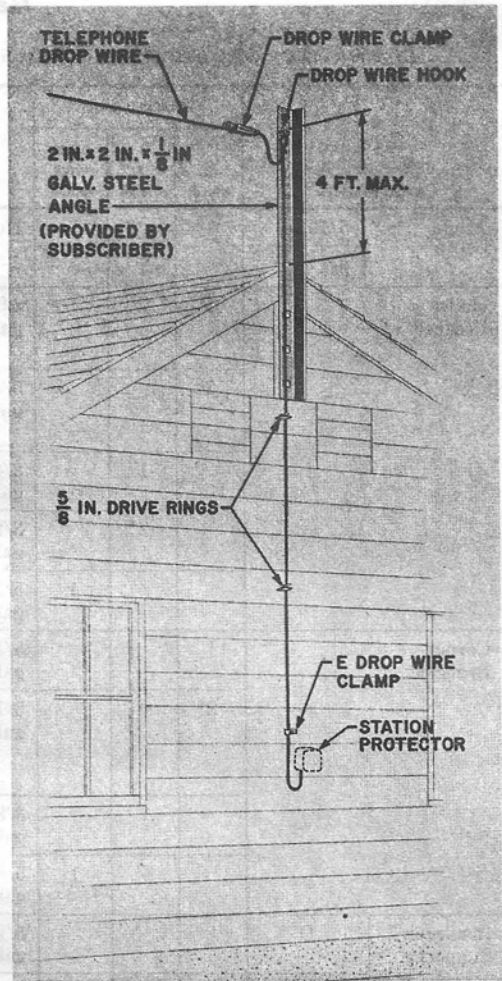 TELEPHONE
DROP WIRE
DROP WIRE CLAMP
DROP WIRE HOOK
2 IN. × 2 IN. × 1/8 IN
GALV. STEEL
ANGLE
(PROVIDED BY
SUBSCRIBER)
4 FT. MAX.
5/8 IN. DRIVE RINGS
E DROP WIRE
CLAMP
STATION
PROTECTOR